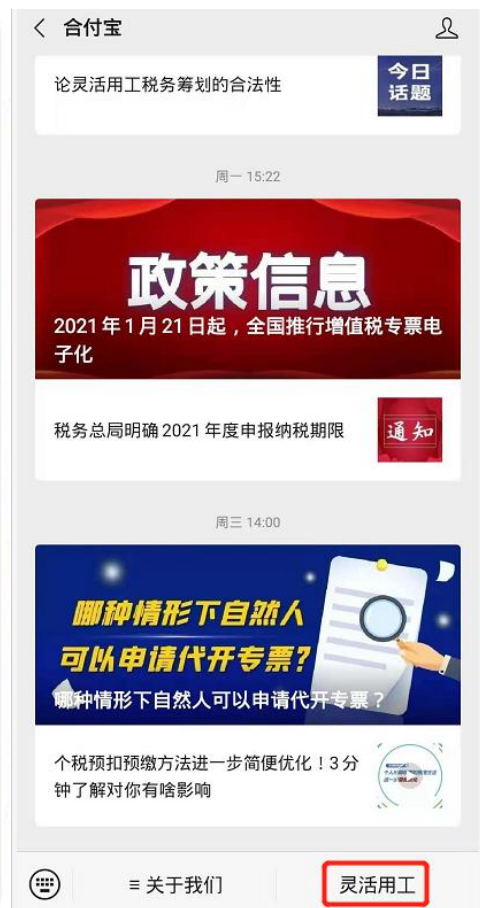 合付宝
论灵活用工税务筹划的合法性
今日
话题
周一 15:22
政策信息
2021年1月21日起，全国推行增值税专票电
子化
税务总局明确2021年度申报纳税期限
通知
周三 14:00
哪种情形下自然人
可以申请代开专票?
哪种情形下自然人可以申请代开专票？
个税预扣预缴方法进一步简便优化！3分
钟了解对你有啥影响
≡ 关于我们
灵活用工